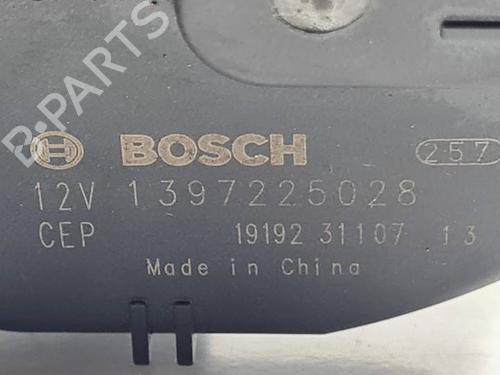 B-PARTS
BOSCH 257
12V 1397225028
CEP 19192 31107 13
Made in China